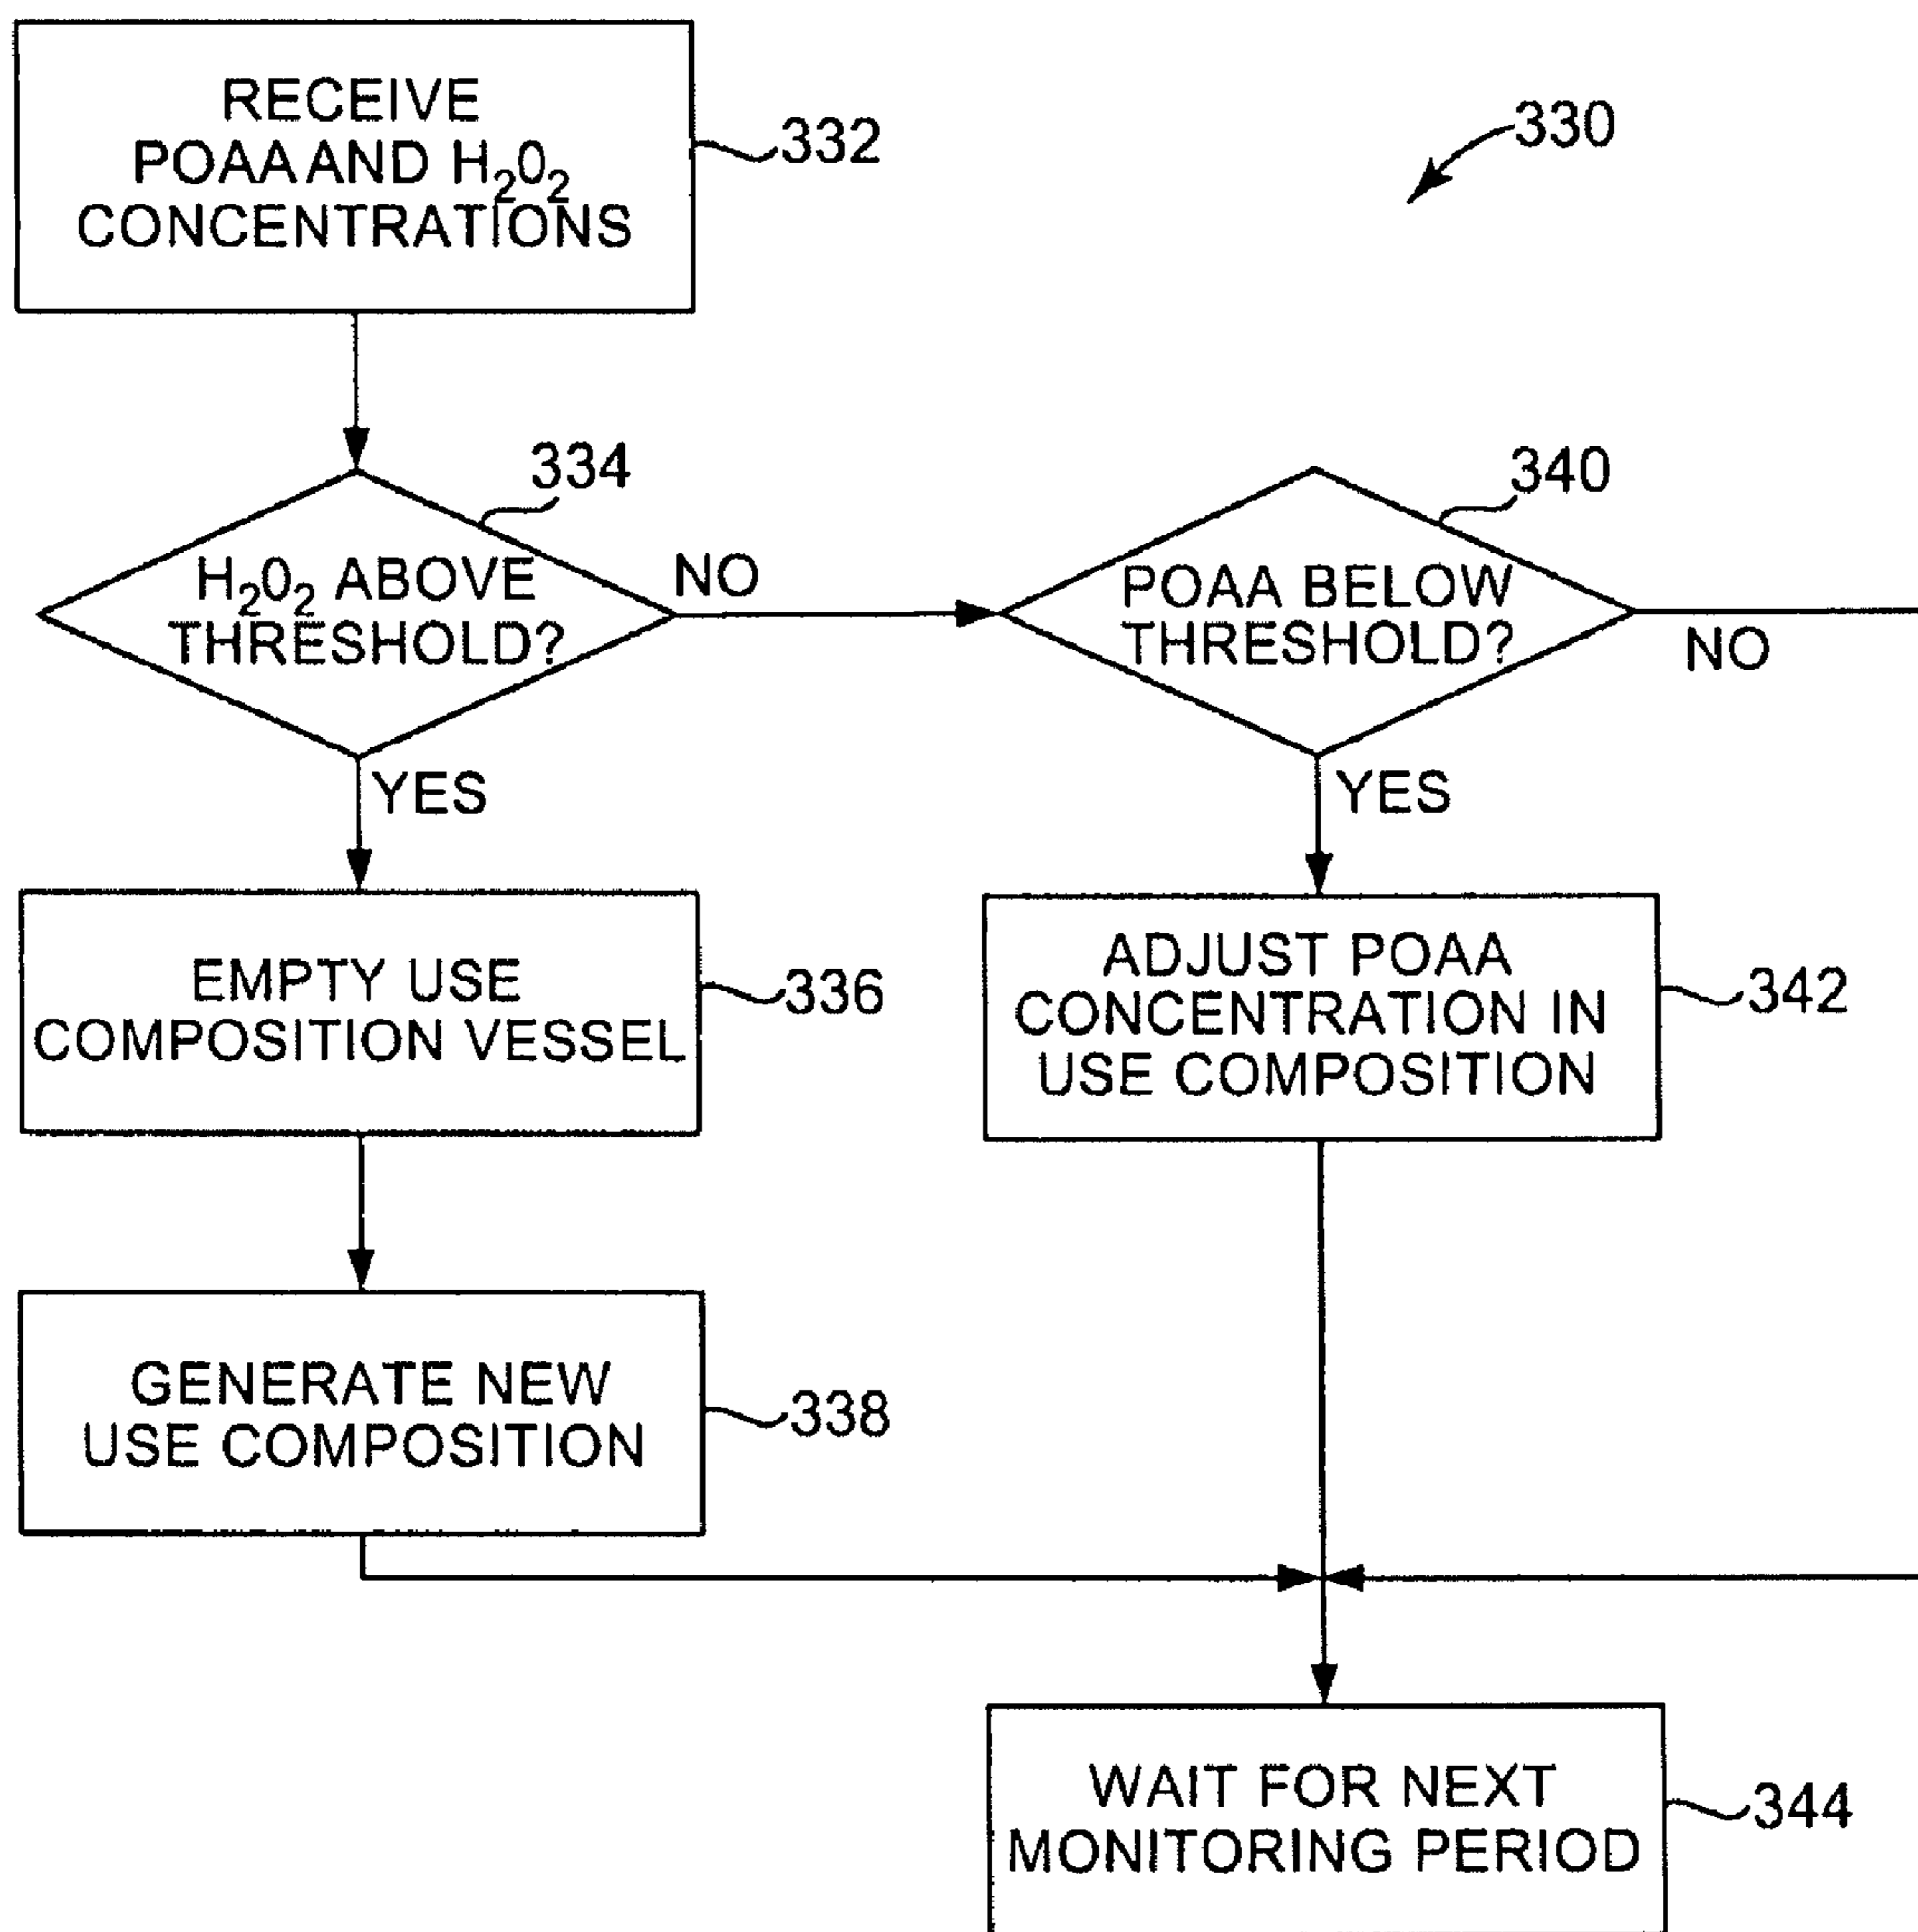 RECEIVE
POAA AND H₂O₂
CONCENTRATIONS
332
330
334
H₂O₂ ABOVE
THRESHOLD?
NO
340
POAA BELOW
THRESHOLD?
NO
YES
YES
EMPTY USE
COMPOSITION VESSEL
336
ADJUST POAA
CONCENTRATION IN
USE COMPOSITION
342
GENERATE NEW
USE COMPOSITION
338
WAIT FOR NEXT
MONITORING PERIOD
344